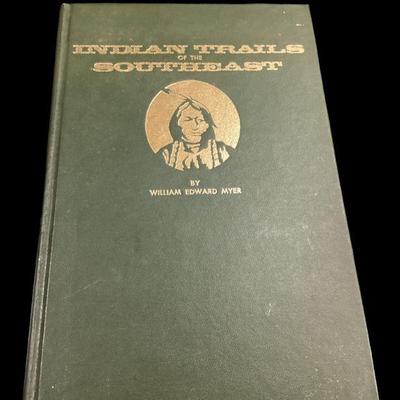 INDIAN TRAILS
OF THE
SOUTHEAST
BY
WILLIAM EDWARD MYER